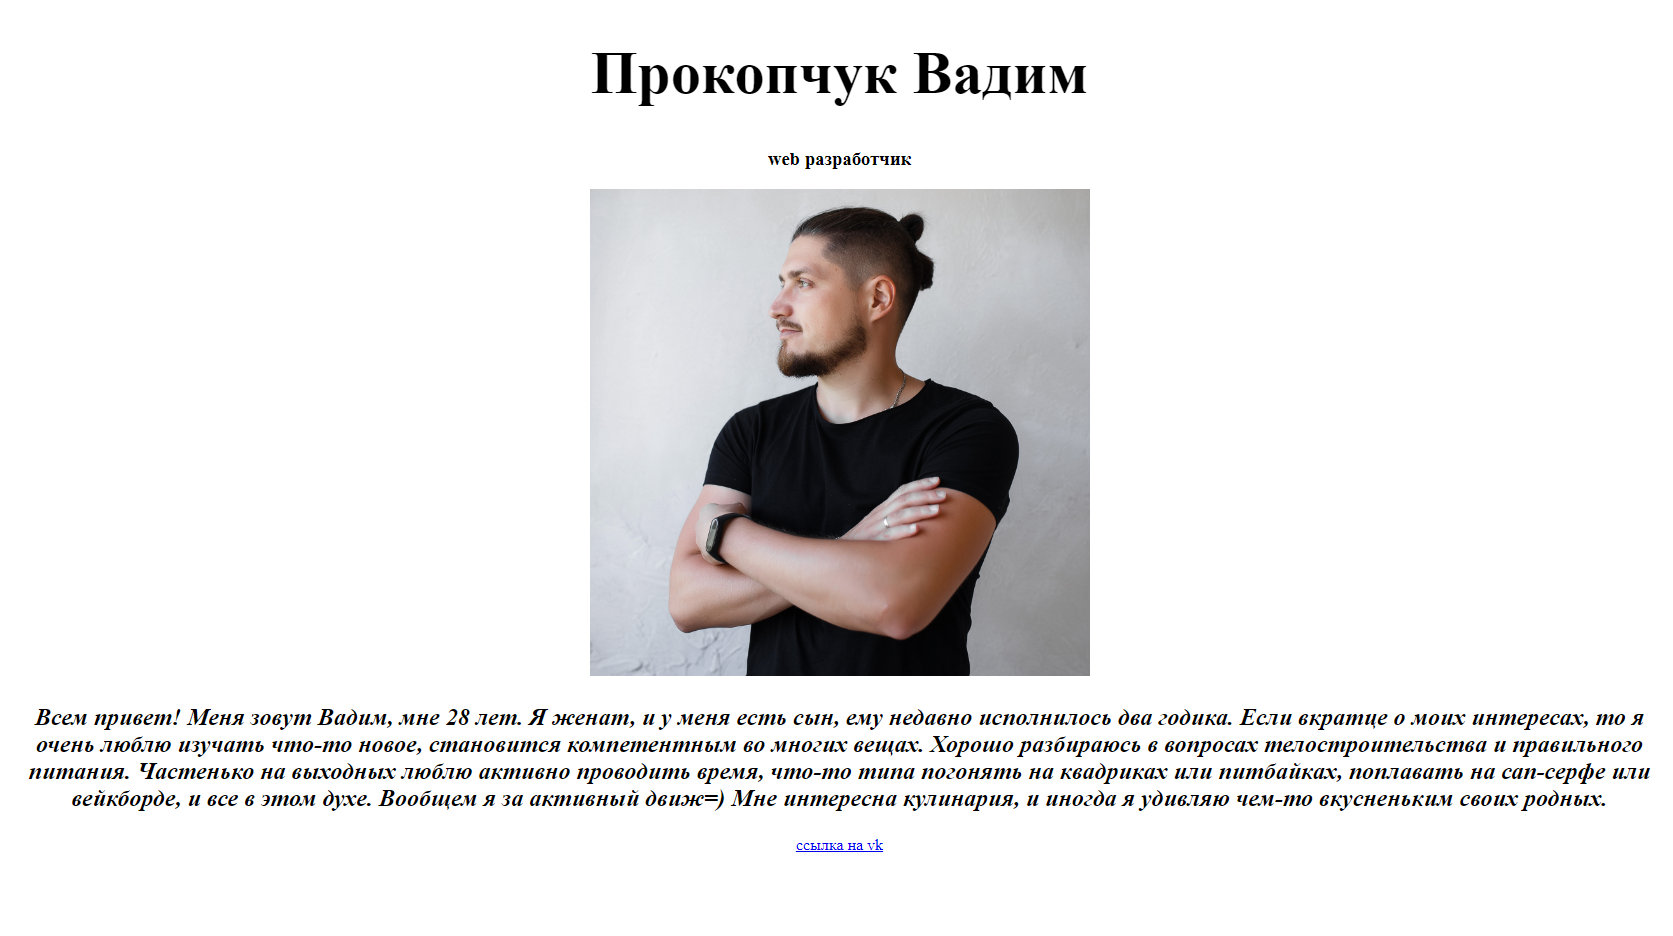 Прокопчук Вадим
web разработчик
Всем привет! Меня зовут Вадим, мне 28 лет. Я женат, и у меня есть сын, ему недавно исполнилось два годика. Если вкратце о моих интересах, то я
очень люблю изучать что-то новое, становится компетентным во многих вещах. Хорошо разбираюсь в вопросах телостроительства и правильного
питания. Частенько на выходных люблю активно проводить время, что-то типа погонять на квадриках или питбайках, поплавать на сап-серфе или
вейкборде, и все в этом духе. Вообщем я за активный движ=) Мне интересна кулинария, и иногда я удивляю чем-то вкусненьким своих родных.
ссылка на vk